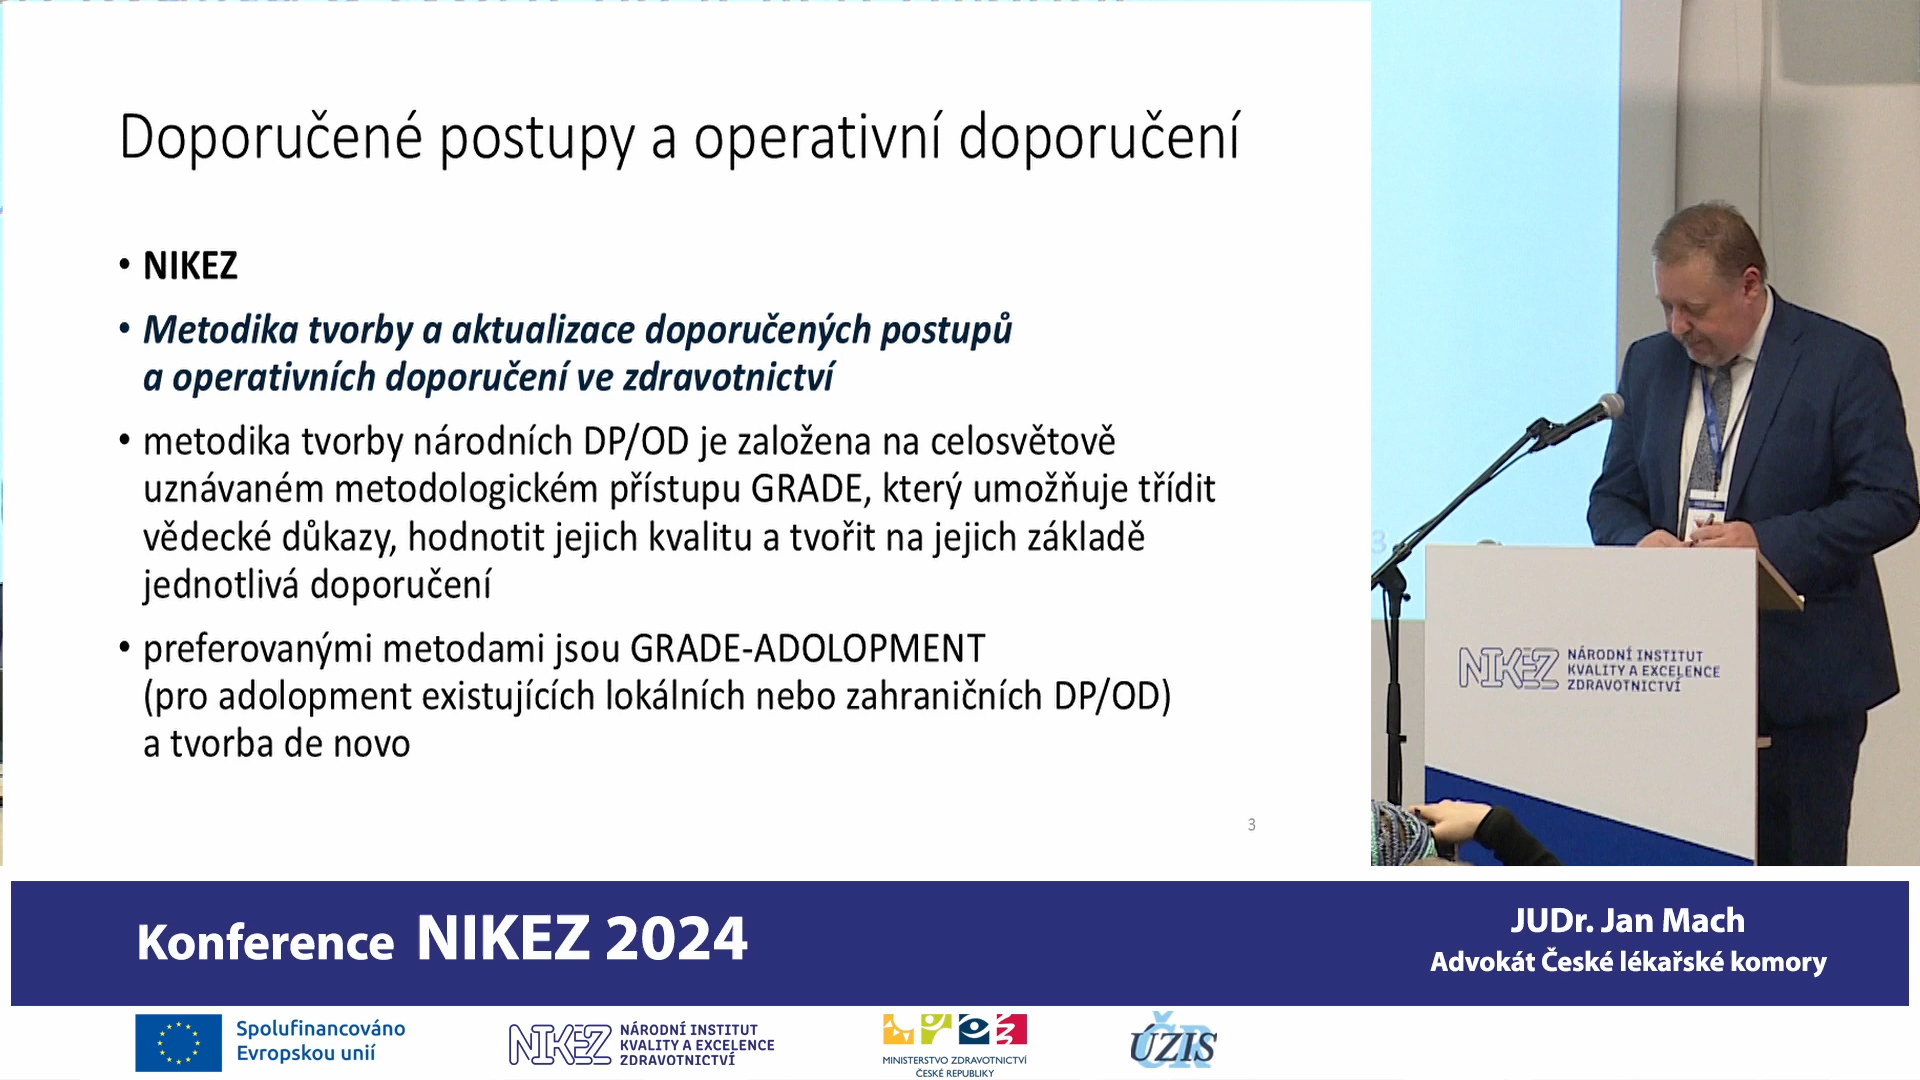 Doporučené postupy a operativní doporučení
• NIKEZ
• Metodika tvorby a aktualizace doporučených postupů
a operativních doporučení ve zdravotnictví
• metodika tvorby národních DP/OD je založena na celosvětově
uznávaném metodologickém přístupu GRADE, který umožňuje třídit
vědecké důkazy, hodnotit jejich kvalitu a tvořit na jejich základě
jednotlivá doporučení
• preferovanými metodami jsou GRADE-ADOLOPMENT
(pro adolopment existujících lokálních nebo zahraničních DP/OD)
a tvorba de novo
3
3
NIKEZ
NÁRODNÍ INSTITUT
KVALITY A EXCELENCE
ZDRAVOTNICTVÍ
Konference NIKEZ 2024
JUDr. Jan Mach
Advokát České lékařské komory
Spolufinancováno
Evropskou unií
NIKEZ
NÁRODNÍ INSTITUT
KVALITY A EXCELENCE
ZDRAVOTNICTVÍ
MINISTERSTVO ZDRAVOTNICTVÍ
ČESKÉ REPUBLIKY
ÚZIS
ČR